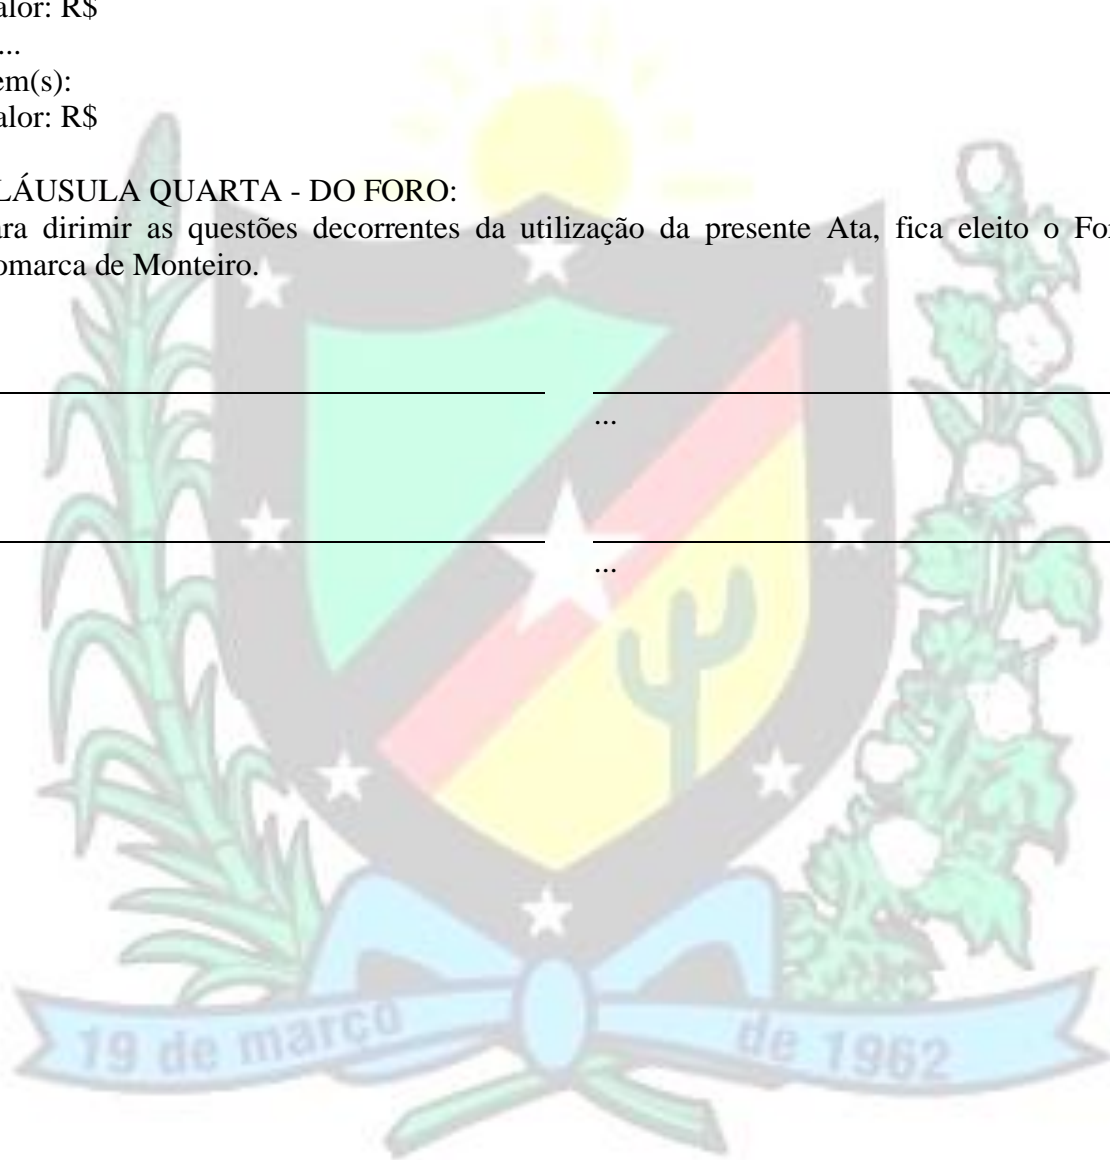 alor: R$
...
em(s):
alor: R$
LÁUSULA QUARTA - DO FORO:
ara dirimir as questões decorrentes da utilização da presente Ata, fica eleito o For
omarca de Monteiro.
...
...
19 de março de 1962